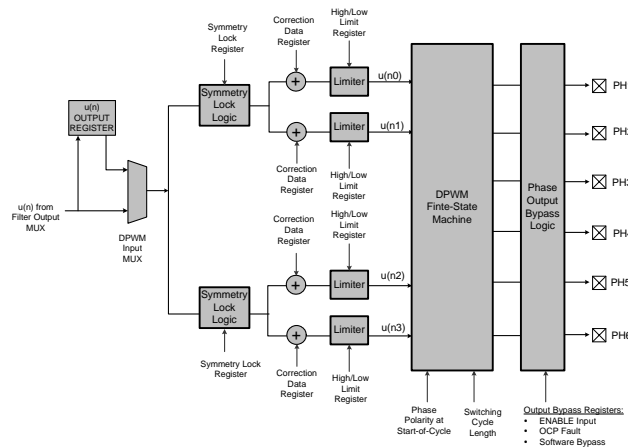 Symmetry
Lock
Register
Correction
Data
Register
High/Low
Limit
Register
u(n)
OUTPUT
REGISTER
Symmetry
Lock
Logic
+
Limiter
u(n0)
+
Limiter
u(n1)
Correction
Data
Register
High/Low
Limit
Register
u(n) from
Filter Output
MUX
DPWM
Input
MUX
Correction
Data
Register
High/Low
Limit
Register
Symmetry
Lock
Logic
+
Limiter
u(n2)
+
Limiter
u(n3)
Symmetry Lock
Register
Correction
Data
Register
High/Low
Limit
Register
DPWM
Finte-State
Machine
Phase
Output
Bypass
Logic
PH1
PH2
PH3
PH4
PH5
PH6
Phase
Polarity at
Start-of-Cycle
Switching
Cycle
Length
Output Bypass Registers:
• ENABLE Input
• OCP Fault
• Software Bypass